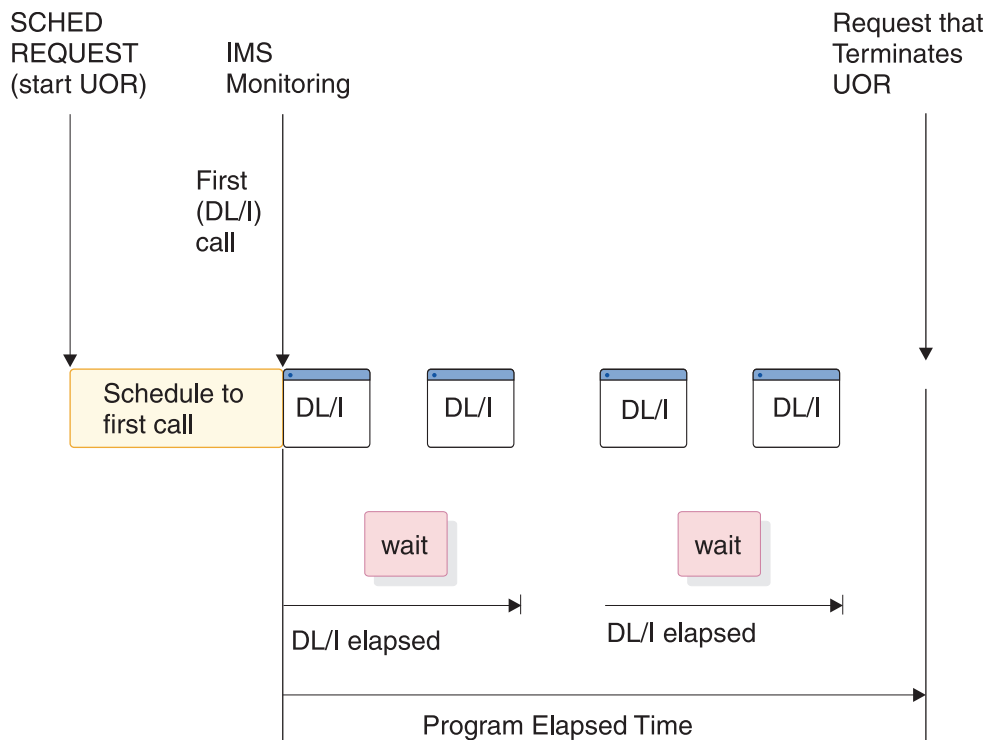 SCHED
REQUEST
(start UOR)
IMS
Monitoring
Request that
Terminates
UOR
First
(DL/I)
call
Schedule to
first call
DL/I
DL/I
DL/I
DL/I
wait
wait
DL/I elapsed
DL/I elapsed
Program Elapsed Time